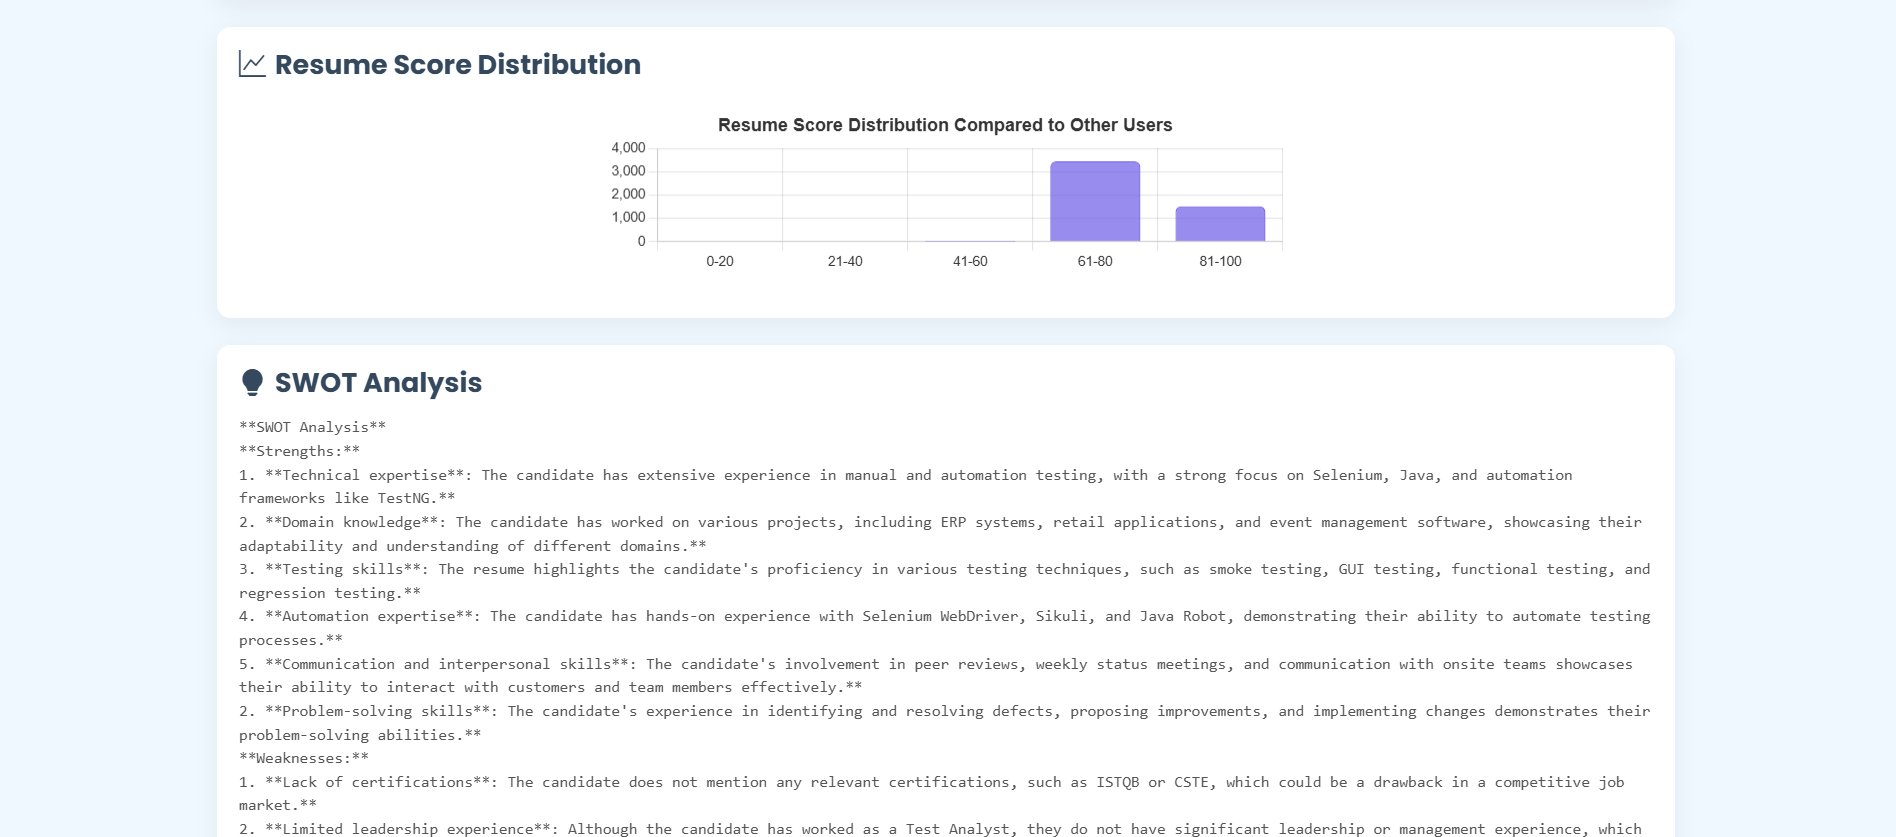 Resume Score Distribution
Resume Score Distribution Compared to Other Users
4,000
3,000
2,000
1,000
0
0-20
21-40
41-60
61-80
81-100
SWOT Analysis
**SWOT Analysis**
**Strengths:**
1. **Technical expertise**: The candidate has extensive experience in manual and automation testing, with a strong focus on Selenium, Java, and automation
frameworks like TestNG.**
2. **Domain knowledge**: The candidate has worked on various projects, including ERP systems, retail applications, and event management software, showcasing their
adaptability and understanding of different domains.**
3. **Testing skills**: The resume highlights the candidate's proficiency in various testing techniques, such as smoke testing, GUI testing, functional testing, and
regression testing.**
4. **Automation expertise**: The candidate has hands-on experience with Selenium WebDriver, Sikuli, and Java Robot, demonstrating their ability to automate testing
processes.**
5. **Communication and interpersonal skills**: The candidate's involvement in peer reviews, weekly status meetings, and communication with onsite teams showcases
their ability to interact with customers and team members effectively.**
2. **Problem-solving skills**: The candidate's experience in identifying and resolving defects, proposing improvements, and implementing changes demonstrates their
problem-solving abilities.**
**Weaknesses:**
1. **Lack of certifications**: The candidate does not mention any relevant certifications, such as ISTQB or CSTE, which could be a drawback in a competitive job
market.**
2. **Limited leadership experience**: Although the candidate has worked as a Test Analyst, they do not have significant leadership or management experience, which